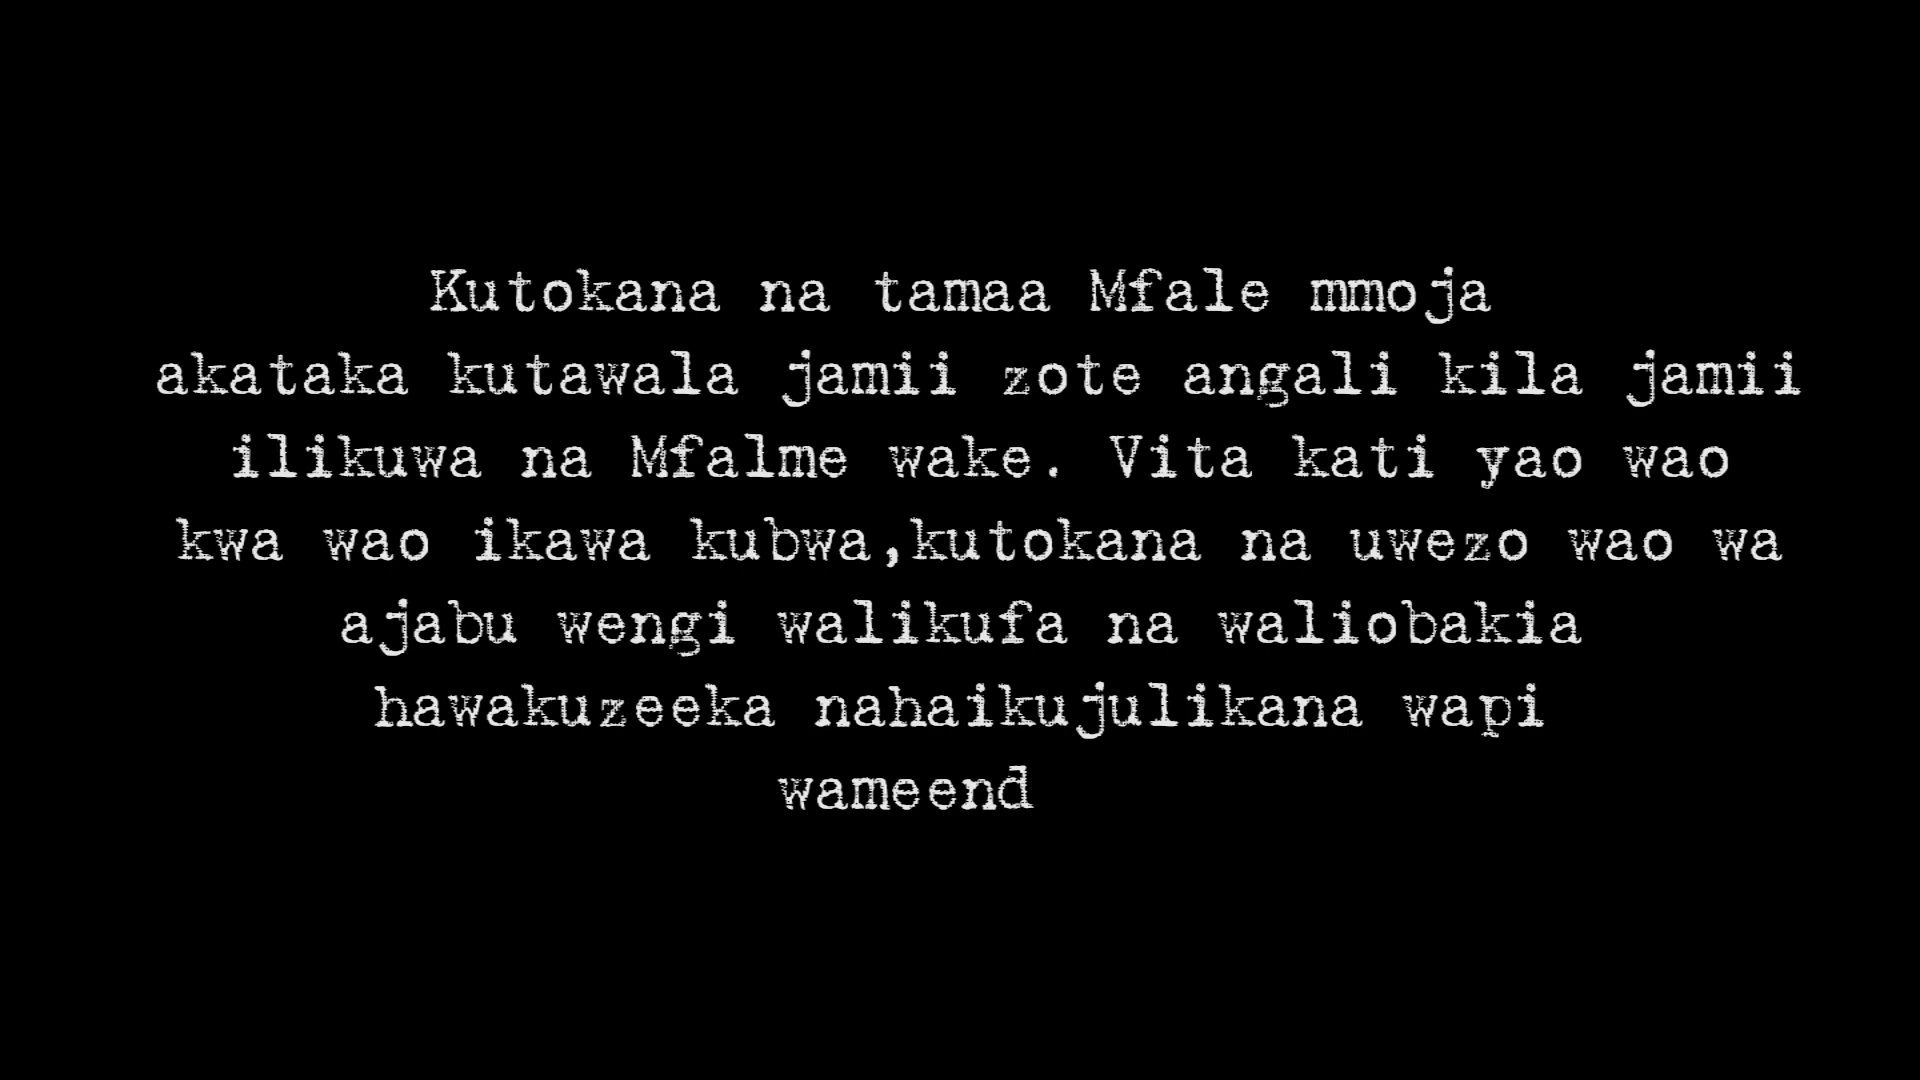 Kutokana na tamaa Mfale mmoja
akataka kutawala jamii zote angali kila jamii
ilikuwa na Mfalme wake. Vita kati yao wao
kwa wao ikawa kubwa,kutokana na uwezo wao wa
ajabu wengi walikufa na waliobakia
hawakuzeeka nahaikujulikana wapi
wameend